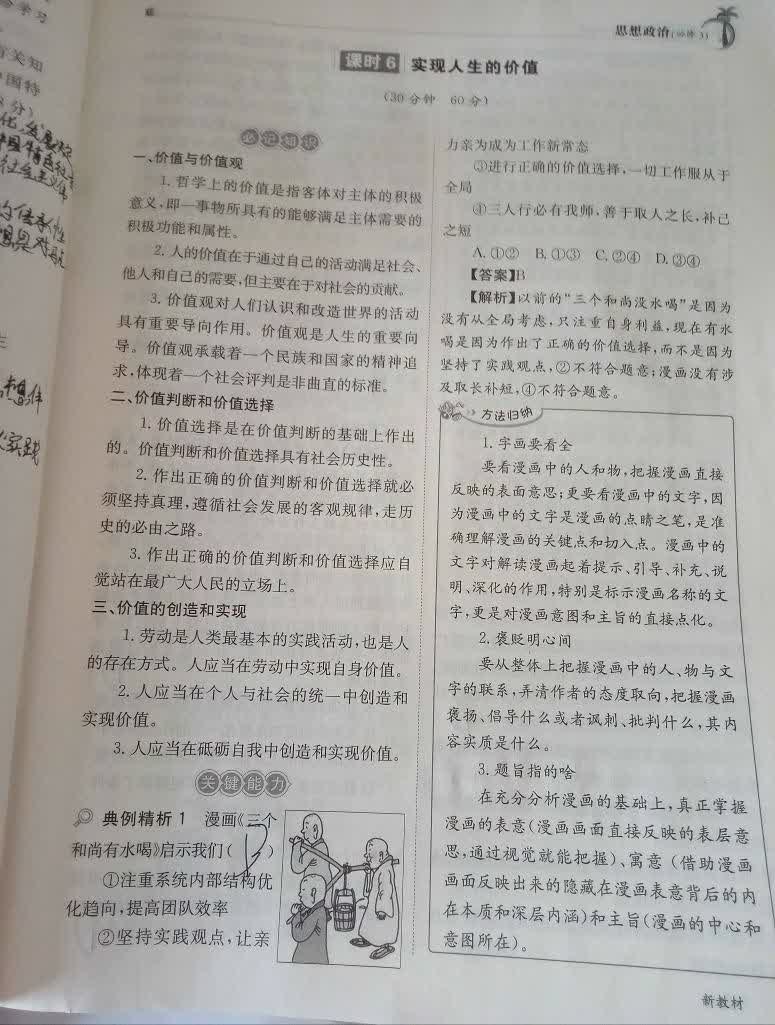 思想政治(必修3)
课时6 实现人生的价值
(30分钟 60分)
必记知识
一、价值与价值观
1. 哲学上的价值是指客体对主体的积极
意义,即一事物所具有的能够满足主体需要的
积极功能和属性。
2. 人的价值在于通过自己的活动满足社会、
他人和自己的需要,但主要在于对社会的贡献。
3. 价值观对人们认识和改造世界的活动
具有重要导向作用。价值观是人生的重要向
导。价值观承载着一个民族和国家的精神追
求,体现着一个社会评判是非曲直的标准。
二、价值判断和价值选择
1. 价值选择是在价值判断的基础上作出
的。价值判断和价值选择具有社会历史性。
2. 作出正确的价值判断和价值选择就必
须坚持真理,遵循社会发展的客观规律,走历
史的必由之路。
3. 作出正确的价值判断和价值选择应自
觉站在最广大人民的立场上。
三、价值的创造和实现
1. 劳动是人类最基本的实践活动,也是人
的存在方式。人应当在劳动中实现自身价值。
2. 人应当在个人与社会的统一中创造和
实现价值。
3. 人应当在砥砺自我中创造和实现价值。
关键能力
典例精析1 漫画《三个
和尚有水喝》启示我们( )
①注重系统内部结构优
化趋向,提高团队效率
②坚持实践观点,让亲
力亲为成为工作新常态
③进行正确的价值选择,一切工作服从于
全局
④三人行必有我师,善于取人之长,补己
之短
A. ①② B. ①③ C. ②④ D. ③④
【答案】B
【解析】以前的“三个和尚没水喝”是因为
没有从全局考虑,只注重自身利益,现在有水
喝是因为作出了正确的价值选择,而不是因为
坚持了实践观点,②不符合题意;漫画没有涉
及取长补短,④不符合题意。
方法归纳
1. 字画要看全
要看漫画中的人和物,把握漫画直接
反映的表面意思;更要看漫画中的文字,因
为漫画中的文字是漫画的点睛之笔,是准
确理解漫画的关键点和切入点。漫画中的
文字对解读漫画起着提示、引导、补充、说
明、深化的作用,特别是标示漫画名称的文
字,更是对漫画意图和主旨的直接点化。
2. 褒贬明心间
要从整体上把握漫画中的人、物与文
字的联系,弄清作者的态度取向,把握漫画
褒扬、倡导什么或者讽刺、批判什么,其内
容实质是什么。
3. 题旨指的啥
在充分分析漫画的基础上,真正掌握
漫画的表意(漫画画面直接反映的表层意
思,通过视觉就能把握)、寓意(借助漫画
画面反映出来的隐藏在漫画表意背后的内
在本质和深层内涵)和主旨(漫画的中心和
意图所在)。
新教材